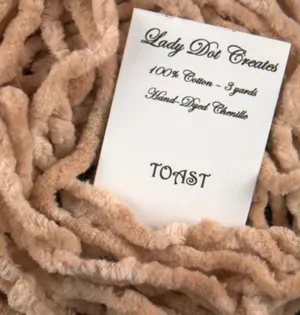 Lady Dot Creates
100% Cotton - 3 yards
Hand-Dyed Chenille
TOAST